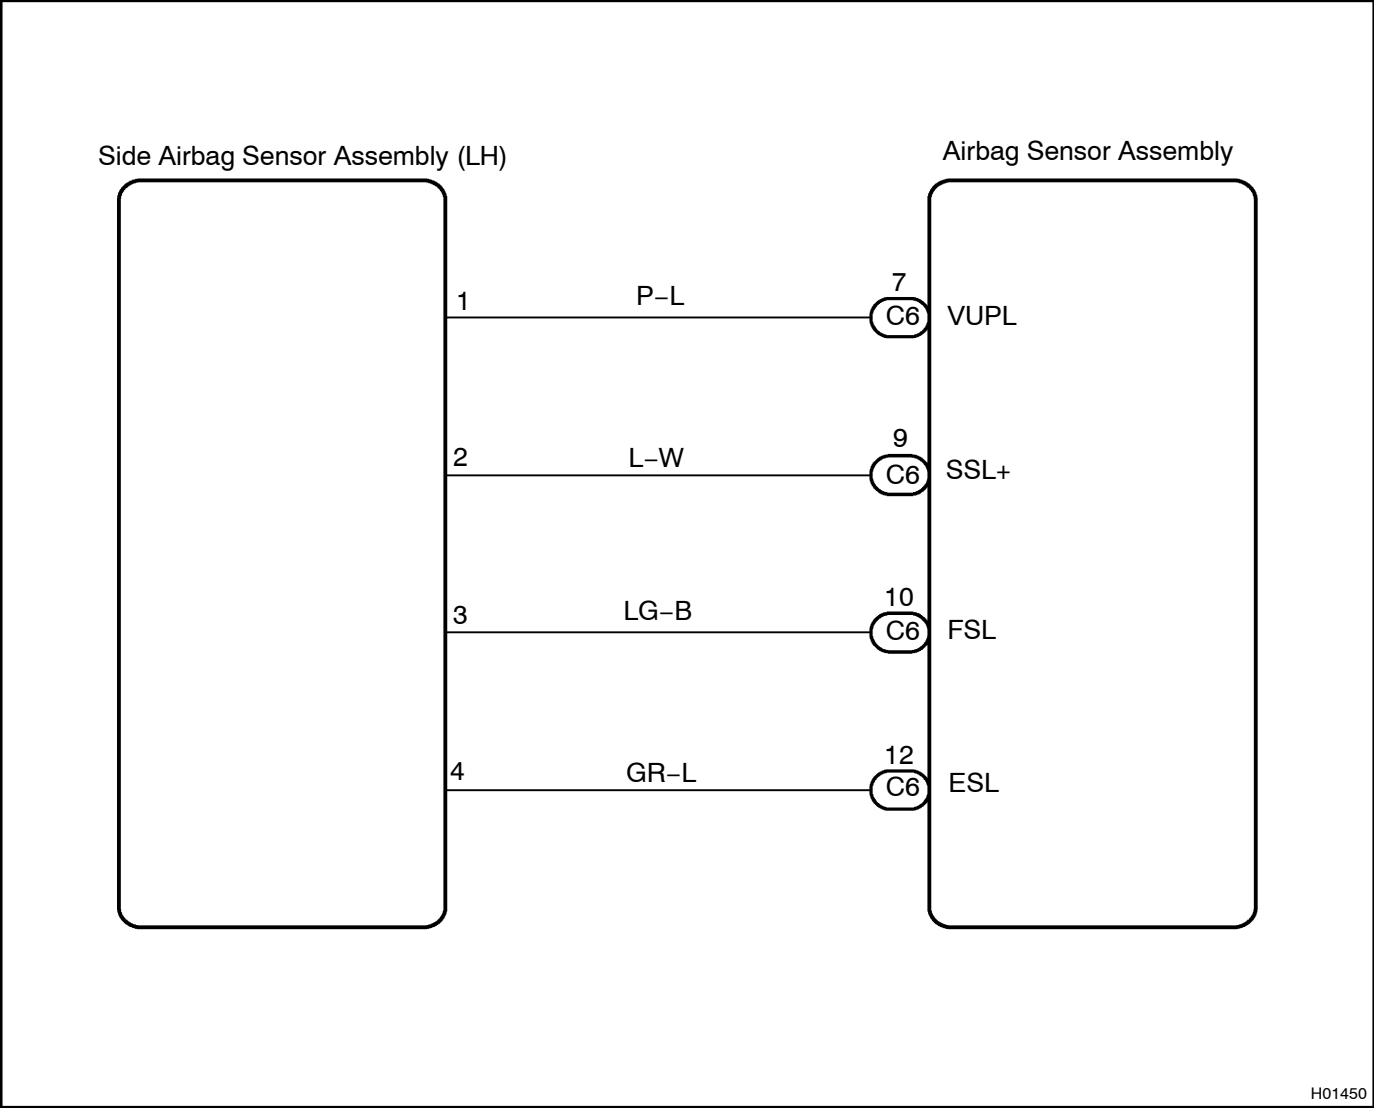 Side Airbag Sensor Assembly (LH)
Airbag Sensor Assembly
1
P–L
7
C6
VUPL
2
L–W
9
C6
SSL+
3
LG–B
10
C6
FSL
4
GR–L
12
C6
ESL
H01450